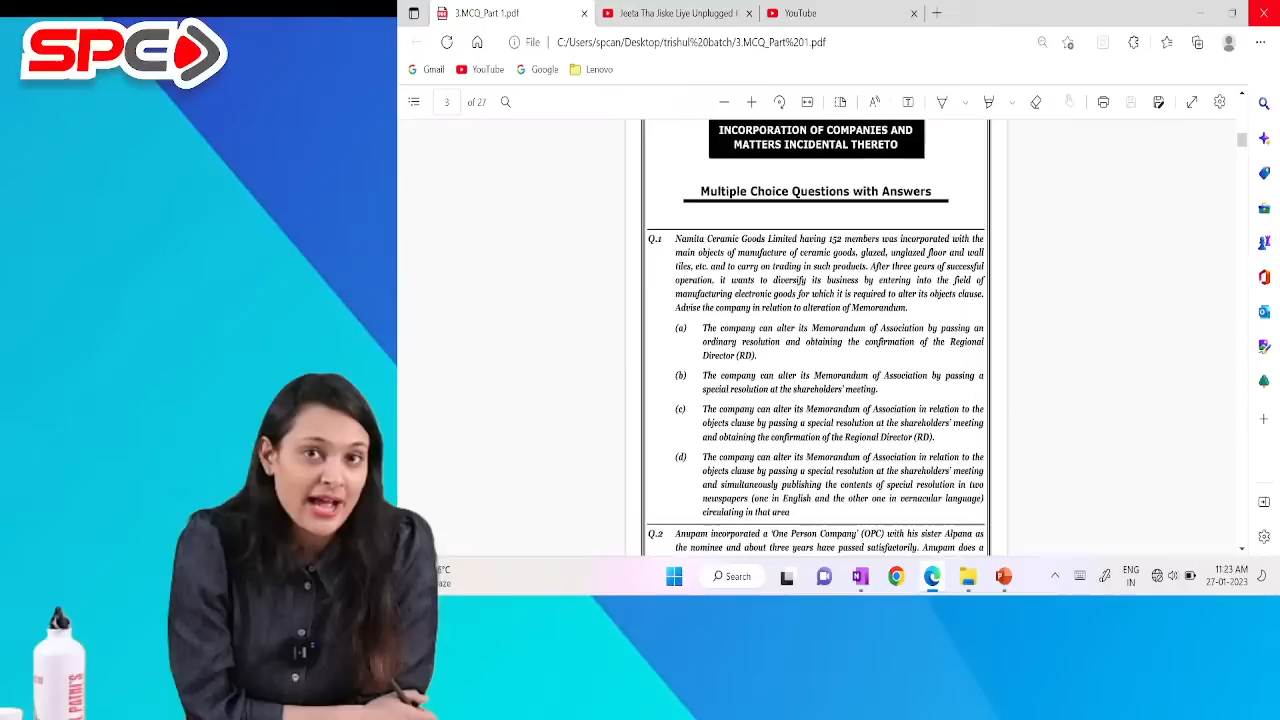 SPC
3.MCQ_Part 1.pdf
Jeeta Tha Jiske Liye Unplugged
YouTube
File
C:/Users/spcan/Desktop/trishul%20batch/3.MCQ_Part%201.pdf
Gmail
YouTube
Google
Lenovo
3
of 27
INCORPORATION OF COMPANIES AND
MATTERS INCIDENTAL THERETO
Multiple Choice Questions with Answers
Q.1 Namita Ceramic Goods Limited having 152 members was incorporated with the
main objects of manufacture of ceramic goods, glazed, unglazed floor and wall
tiles, etc. and to carry on trading in such products. After three years of successful
operation, it wants to diversify its business by entering into the field of
manufacturing electronic goods for which it is required to alter its objects clause.
Advise the company in relation to alteration of Memorandum.
(a) The company can alter its Memorandum of Association by passing an
ordinary resolution and obtaining the confirmation of the Regional
Director (RD).
(b) The company can alter its Memorandum of Association by passing a
special resolution at the shareholders' meeting.
(c) The company can alter its Memorandum of Association in relation to the
objects clause by passing a special resolution at the shareholders' meeting
and obtaining the confirmation of the Regional Director (RD).
(d) The company can alter its Memorandum of Association in relation to the
objects clause by passing a special resolution at the shareholders' meeting
and simultaneously publishing the contents of special resolution in two
newspapers (one in English and the other one in vernacular language)
circulating in that area
Q.2 Anupam incorporated a 'One Person Company' (OPC) with his sister Alpana as
the nominee and about three years have passed satisfactorily. Anupam does a
6°C
Search
ENG
IN
11:23 AM
27-01-2023
PATHI'S